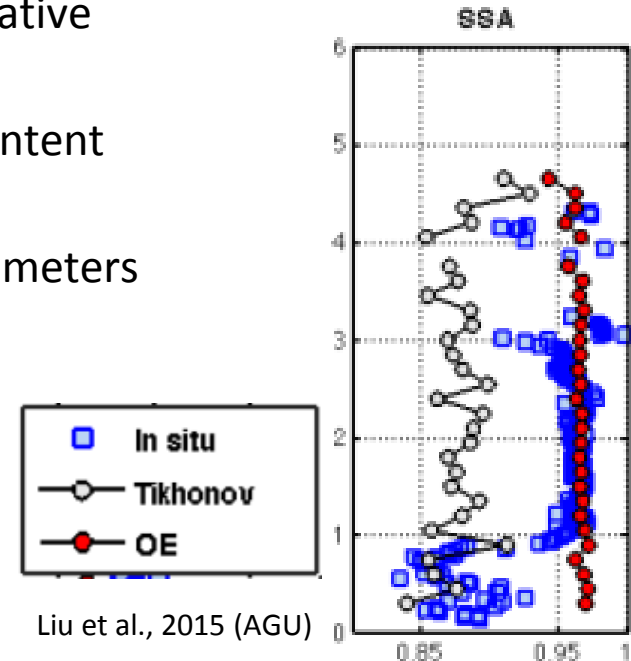 ative
ntent
meters
SSA
6
5
4
3
2
1
0
0.85
0.95
1
In situ
Tikhonov
OE
Liu et al., 2015 (AGU)